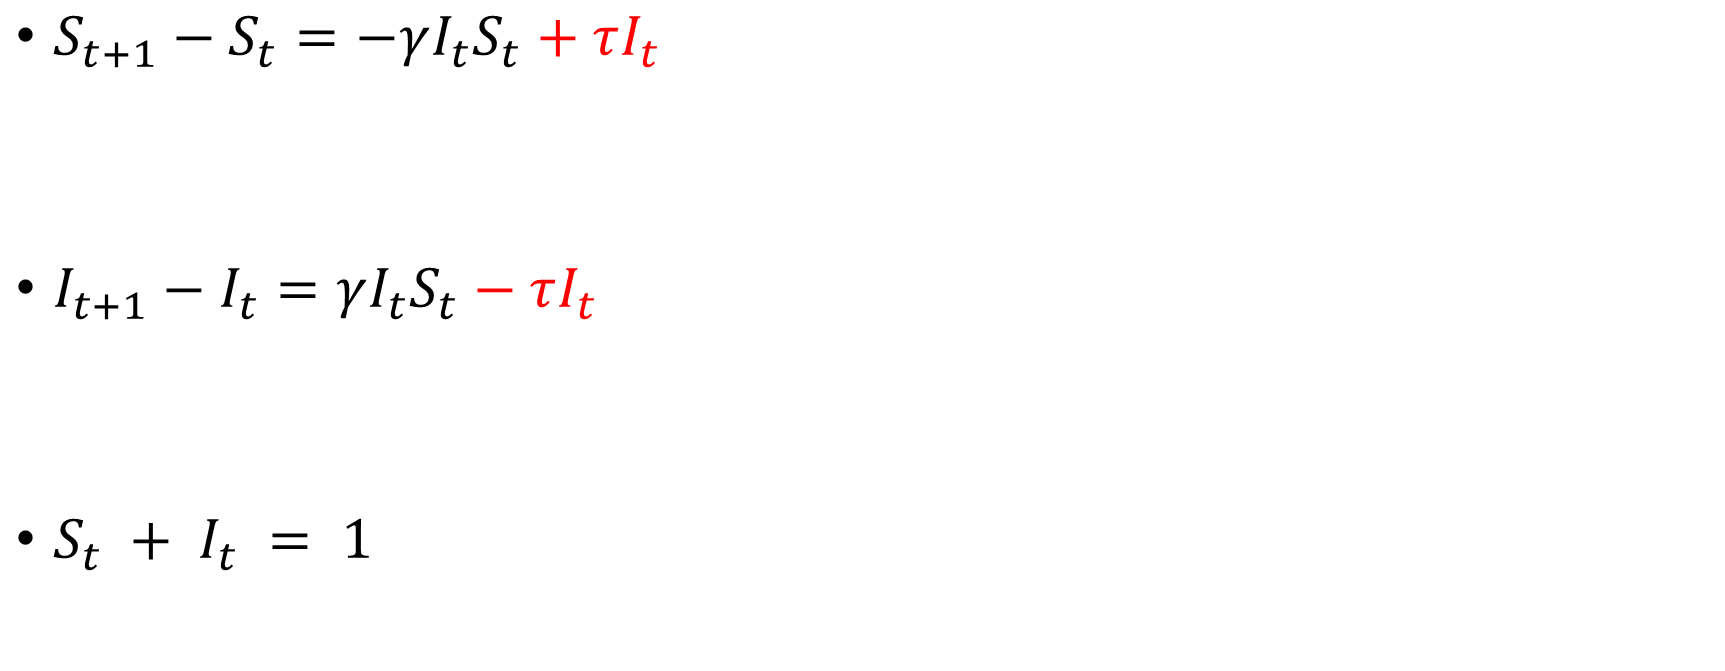 • S_{t+1} − S_t = −γI_tS_t + τI_t
• I_{t+1} − I_t = γI_tS_t − τI_t
• S_t + I_t = 1